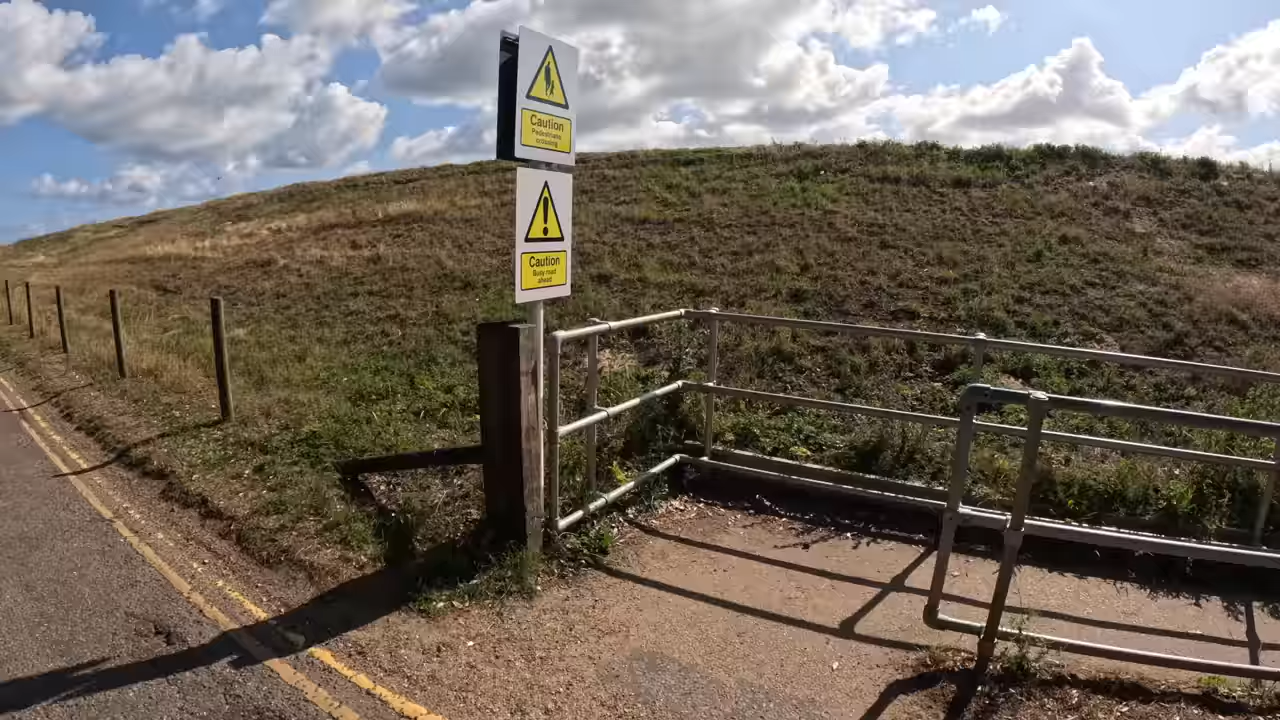 Caution
Pedestrians
crossing
Caution
Busy road
ahead